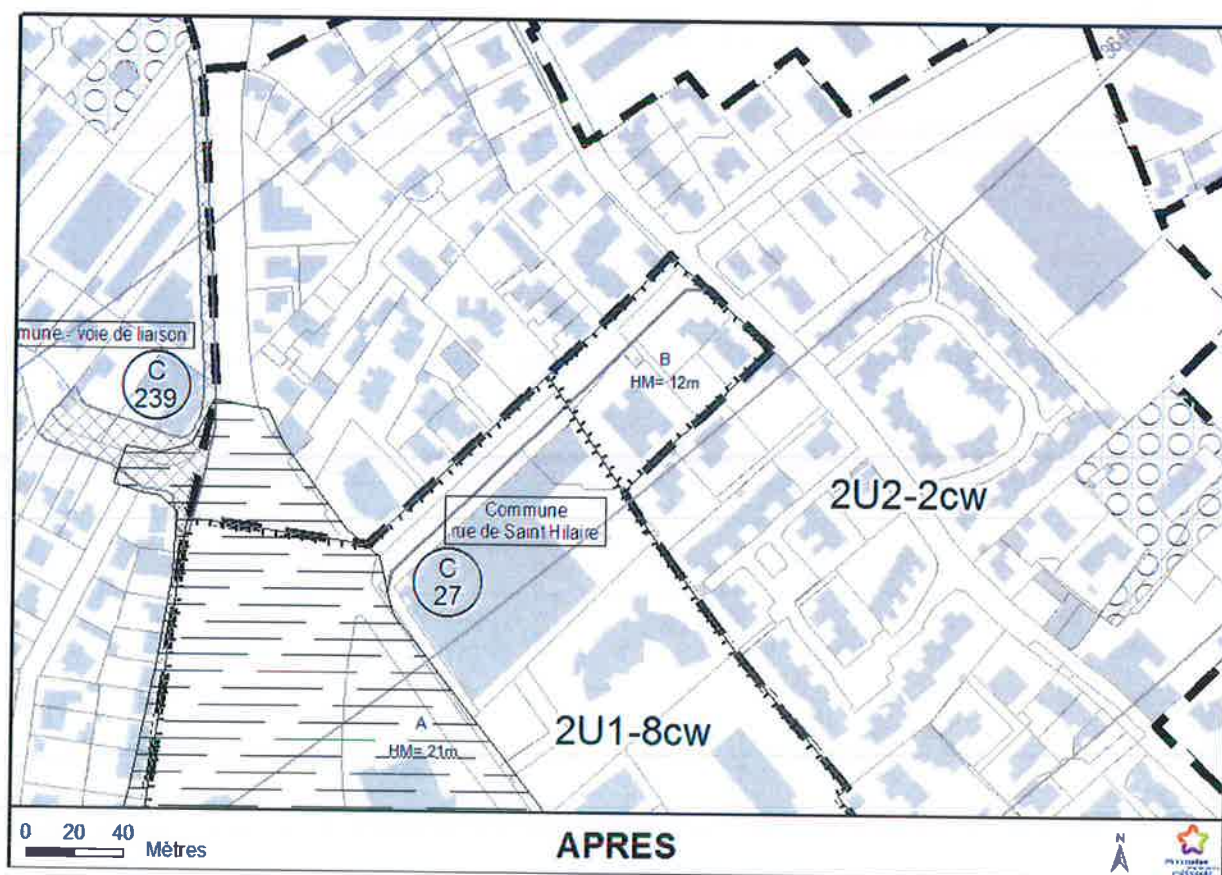 mune - voie de liaison
C
239
B
HM= 12m
Commune
rue de Saint Hilaire
C
27
2U2-2cw
2U1-8cw
A
HM= 21m
0 20 40
Mètres
APRES
N